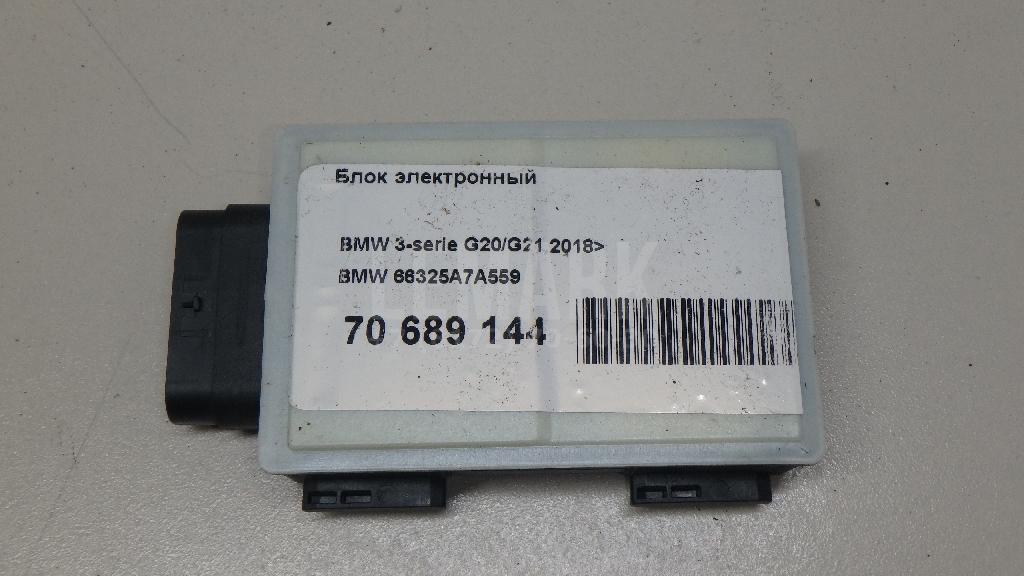 Блок электронный
BMW 3-serie G20/G21 2018>
BMW 66325A7A559
70 689 144